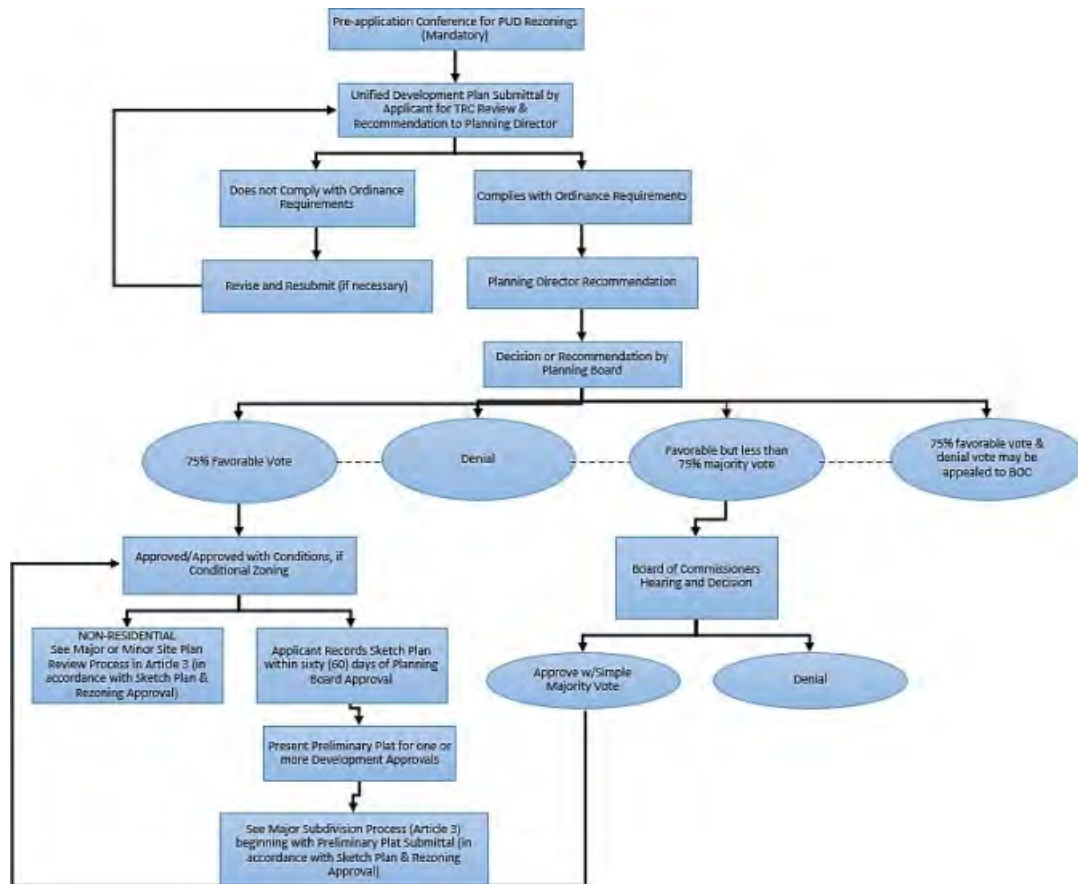 Pre-application Conference for PUD Rezonings
(Mandatory)
Unified Development Plan Submittal by
Applicant for TRC Review &
Recommendation to Planning Director
Does not Comply with Ordinance
Requirements
Complies with Ordinance Requirements
Revise and Resubmit (if necessary)
Planning Director Recommendation
Decision or Recommendation by
Planning Board
75% Favorable Vote
Denial
Favorable but less than
75% majority vote
75% favorable vote &
denial vote may be
appealed to BOC
Approved/Approved with Conditions, if
Conditional Zoning
Board of Commissioners
Hearing and Decision
NON-RESIDENTIAL
See Major or Minor Site Plan
Review Process in Article 3 (in
accordance with Sketch Plan &
Rezoning Approval)
Applicant Records Sketch Plan
within sixty (60) days of Planning
Board Approval
Approve w/Simple
Majority Vote
Denial
Present Preliminary Plat for one or
more Development Approvals
See Major Subdivision Process (Article 3)
beginning with Preliminary Plat Submittal (in
accordance with Sketch Plan & Rezoning
Approval)